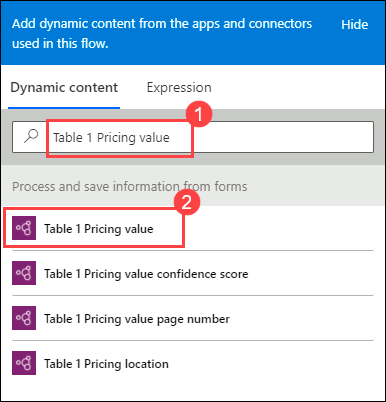 Add dynamic content from the apps and connectors Hide
used in this flow.
Dynamic content Expression
1
Table 1 Pricing value
Process and save information from forms
2
Table 1 Pricing value
Table 1 Pricing value confidence score
Table 1 Pricing value page number
Table 1 Pricing location